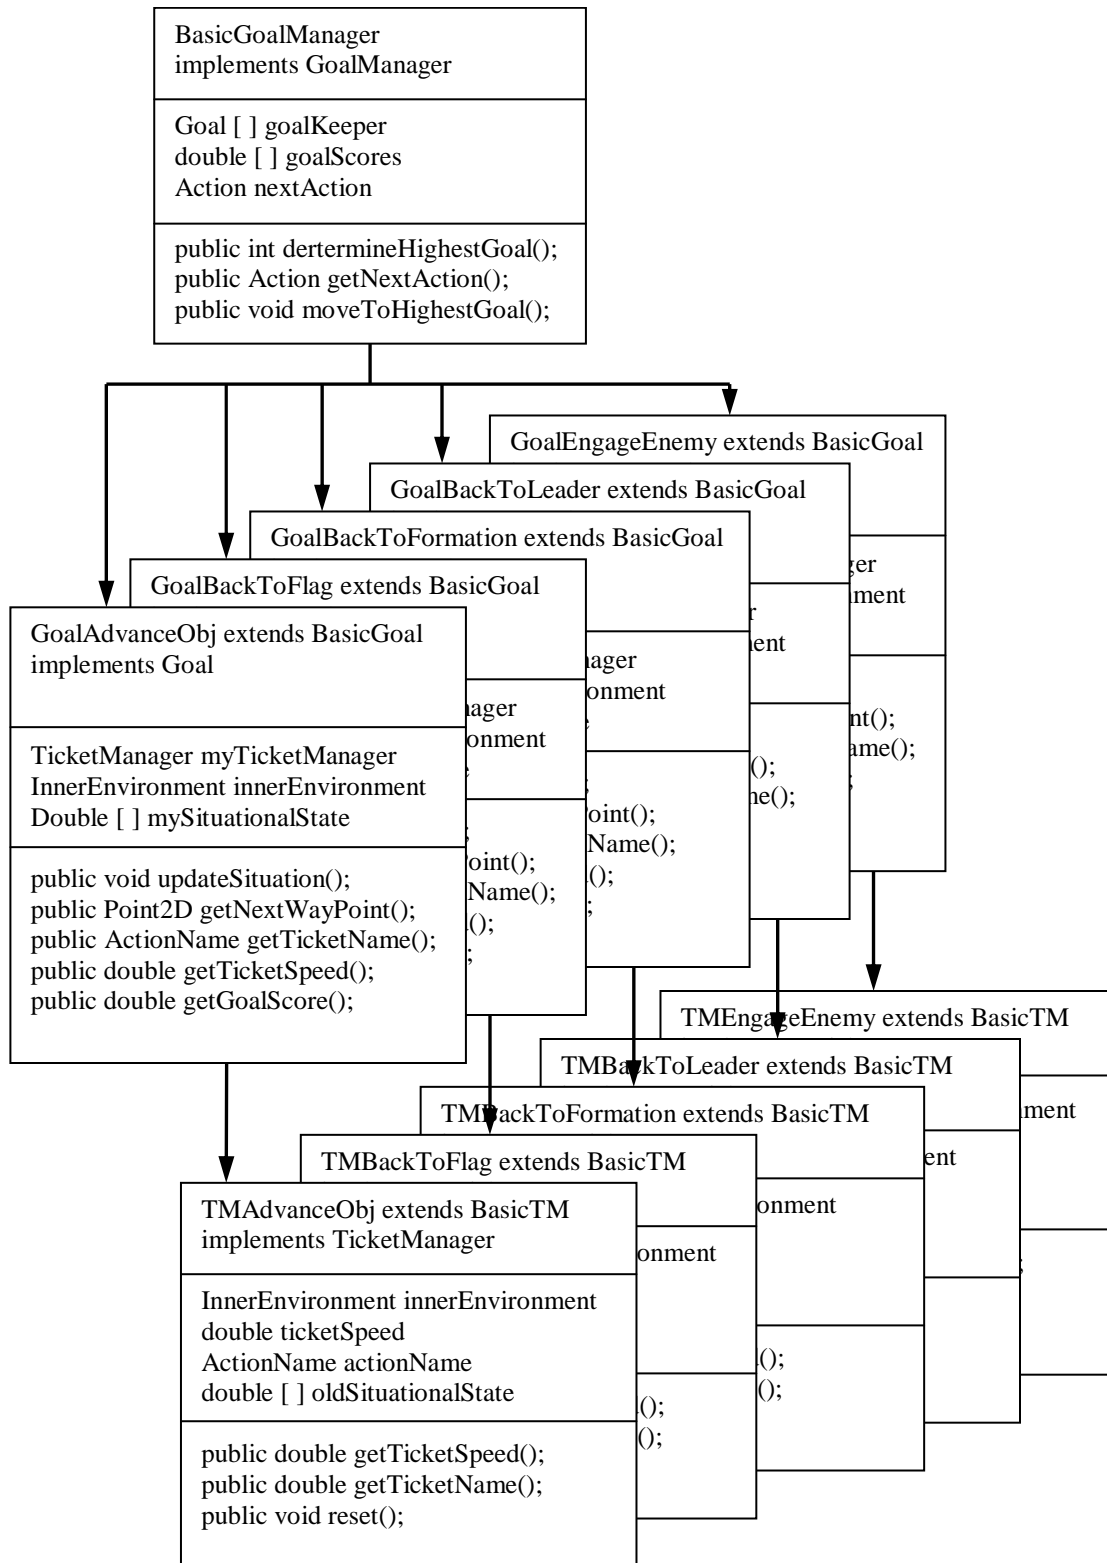 BasicGoalManager
implements GoalManager
Goal [ ] goalKeeper
double [ ] goalScores
Action nextAction
public int dertermineHighestGoal();
public Action getNextAction();
public void moveToHighestGoal();
GoalEngageEnemy extends BasicGoal
GoalBackToLeader extends BasicGoal
GoalBackToFormation extends BasicGoal
GoalBackToFlag extends BasicGoal
GoalAdvanceObj extends BasicGoal
implements Goal
TicketManager myTicketManager
InnerEnvironment innerEnvironment
Double [ ] mySituationalState
public void updateSituation();
public Point2D getNextWayPoint();
public ActionName getTicketName();
public double getTicketSpeed();
public double getGoalScore();
TMEngageEnemy extends BasicTM
TMBackToLeader extends BasicTM
TMBackToFormation extends BasicTM
TMBackToFlag extends BasicTM
TMAdvanceObj extends BasicTM
implements TicketManager
InnerEnvironment innerEnvironment
double ticketSpeed
ActionName actionName
double [ ] oldSituationalState
public double getTicketSpeed();
public double getTicketName();
public void reset();